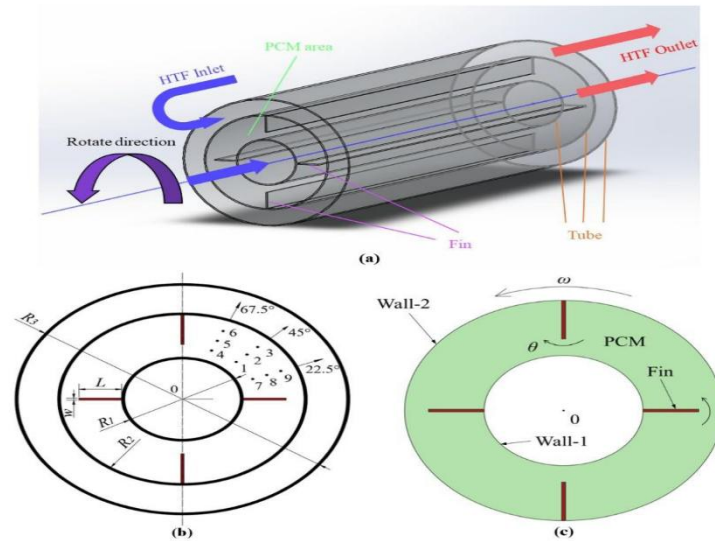 PCM area
HTF Inlet
HTF Outlet
Rotate direction
Fin
Tube
(a)
R3
67.5°
45°
22.5°
6
5
4
3
2
1
7
8
9
L
w
0
R1
R2
(b)
ω
Wall-2
θ
PCM
Fin
Wall-1
0
(c)